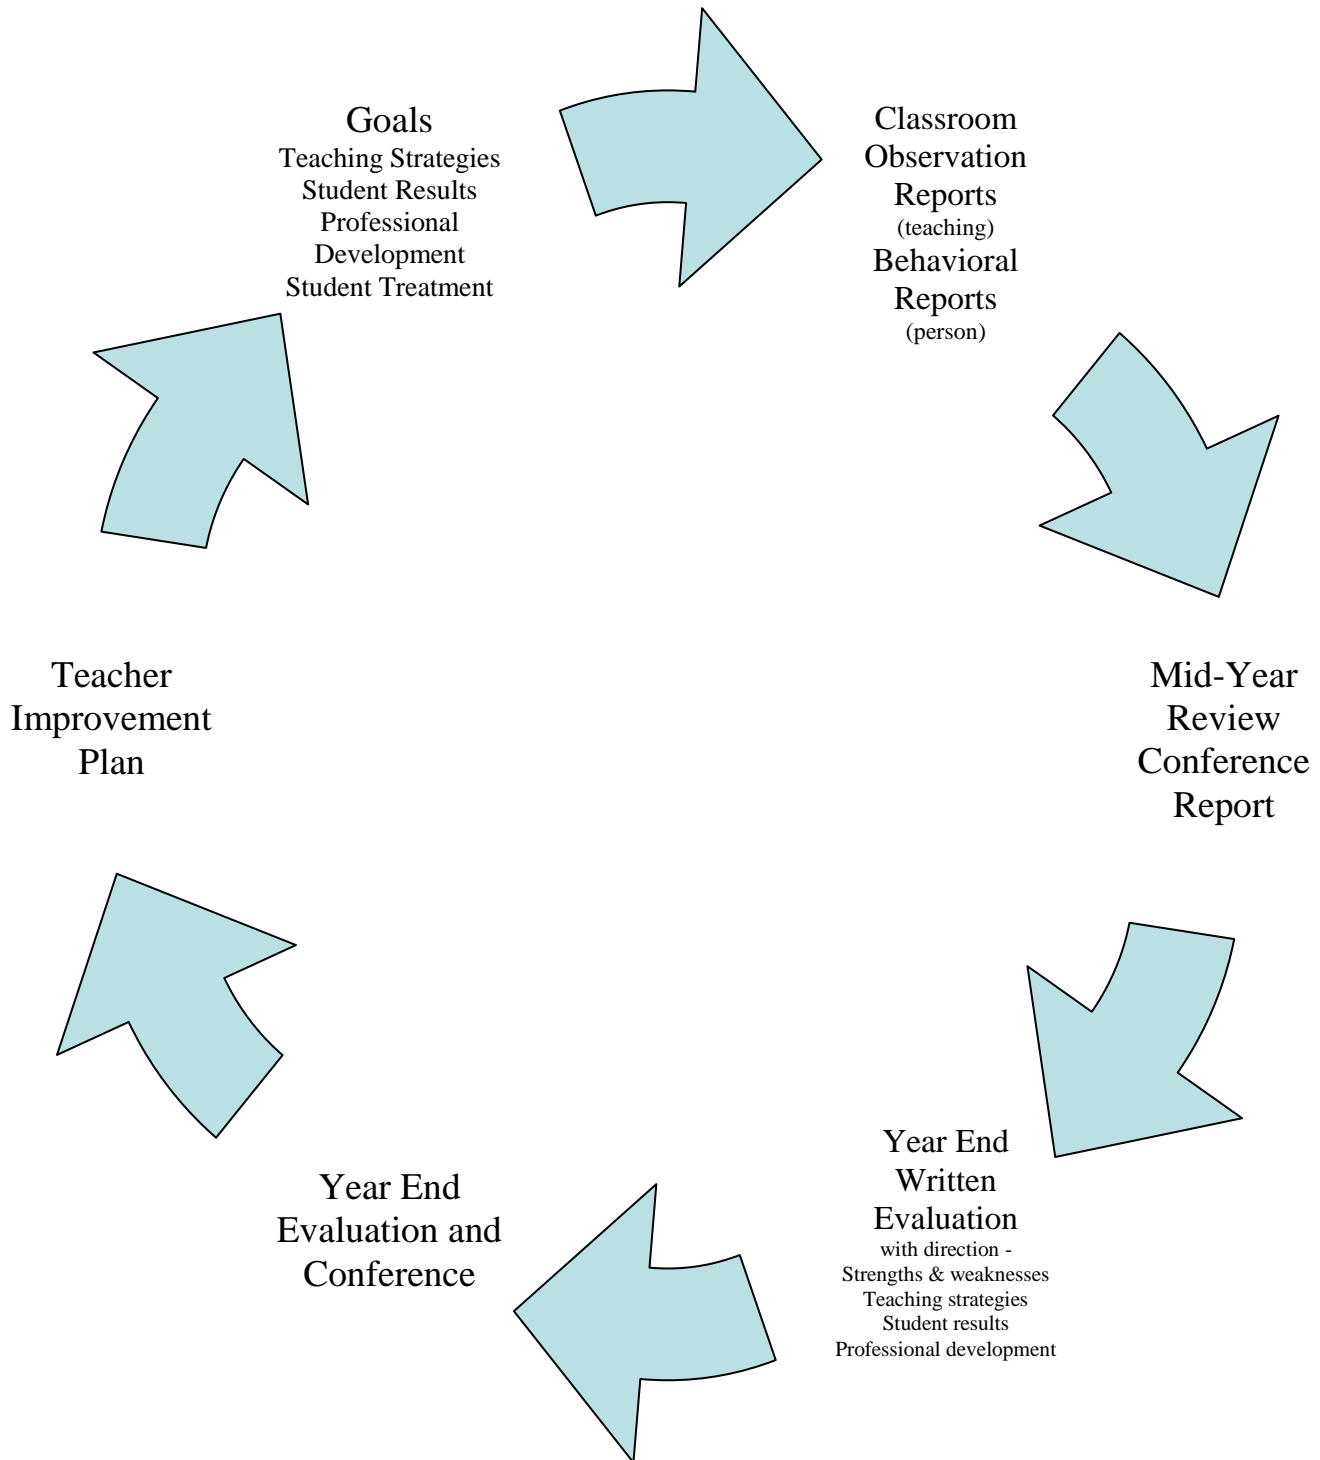 Goals
Teaching Strategies
Student Results
Professional
Development
Student Treatment
Classroom
Observation
Reports
(teaching)
Behavioral
Reports
(person)
Mid-Year
Review
Conference
Report
Year End
Written
Evaluation
with direction -
Strengths & weaknesses
Teaching strategies
Student results
Professional development
Year End
Evaluation and
Conference
Teacher
Improvement
Plan